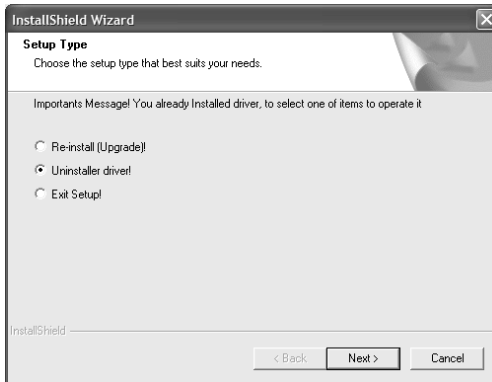 InstallShield Wizard
Setup Type
Choose the setup type that best suits your needs.
Importants Message! You already Installed driver, to select one of items to operate it
Re-install (Upgrade)!
Uninstaller driver!
Exit Setup!
InstallShield
< Back
Next >
Cancel